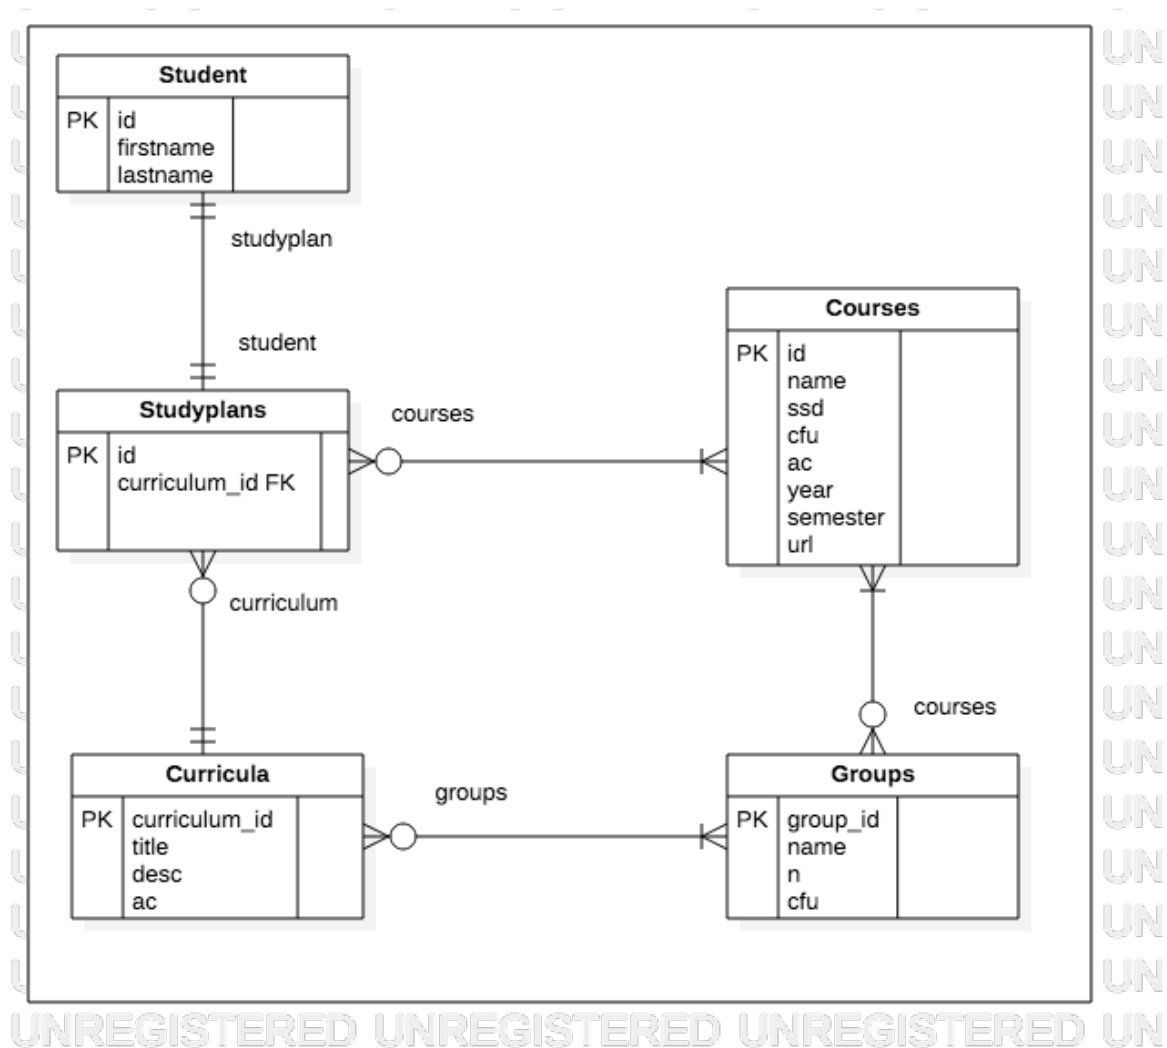 Student
PK id
firstname
lastname
studyplan
student
Studyplans
PK id
curriculum_id FK
courses
Courses
PK id
name
ssd
cfu
ac
year
semester
url
curriculum
courses
Curricula
PK curriculum_id
title
desc
ac
groups
Groups
PK group_id
name
n
cfu
UNREGISTERED UNREGISTERED UNREGISTERED UN